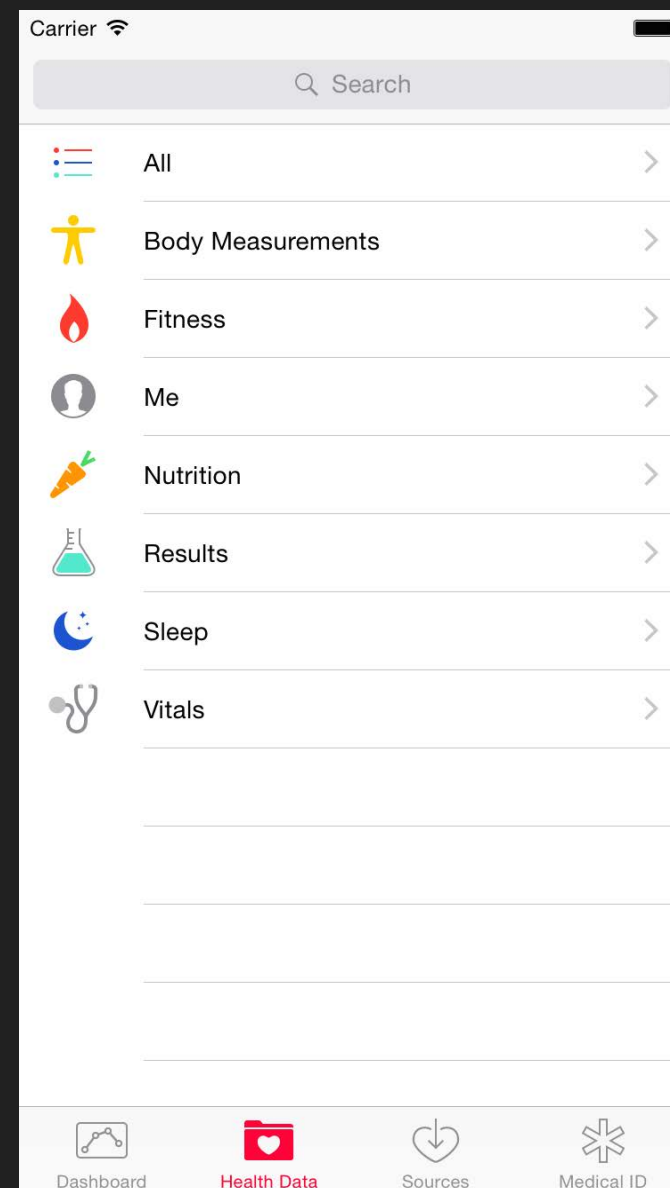 Carrier
Search
All
Body Measurements
Fitness
Me
Nutrition
Results
Sleep
Vitals
Dashboard Health Data Sources Medical ID